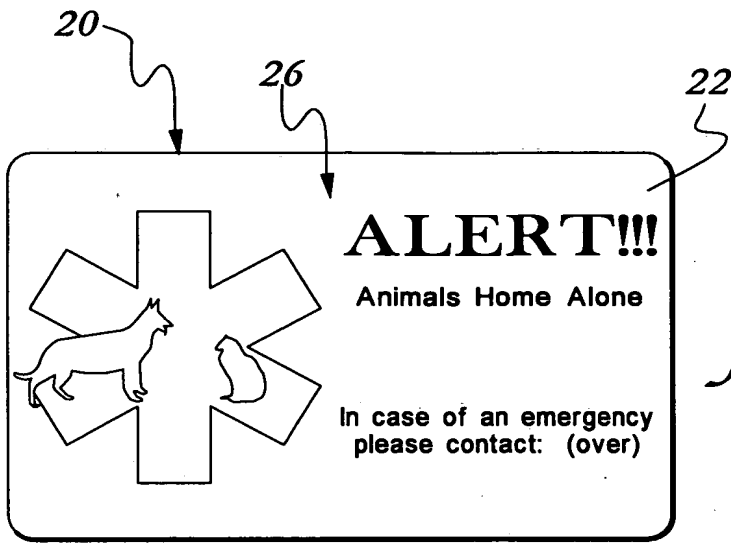 20
26
22
ALERT!!!
Animals Home Alone
In case of an emergency
please contact: (over)